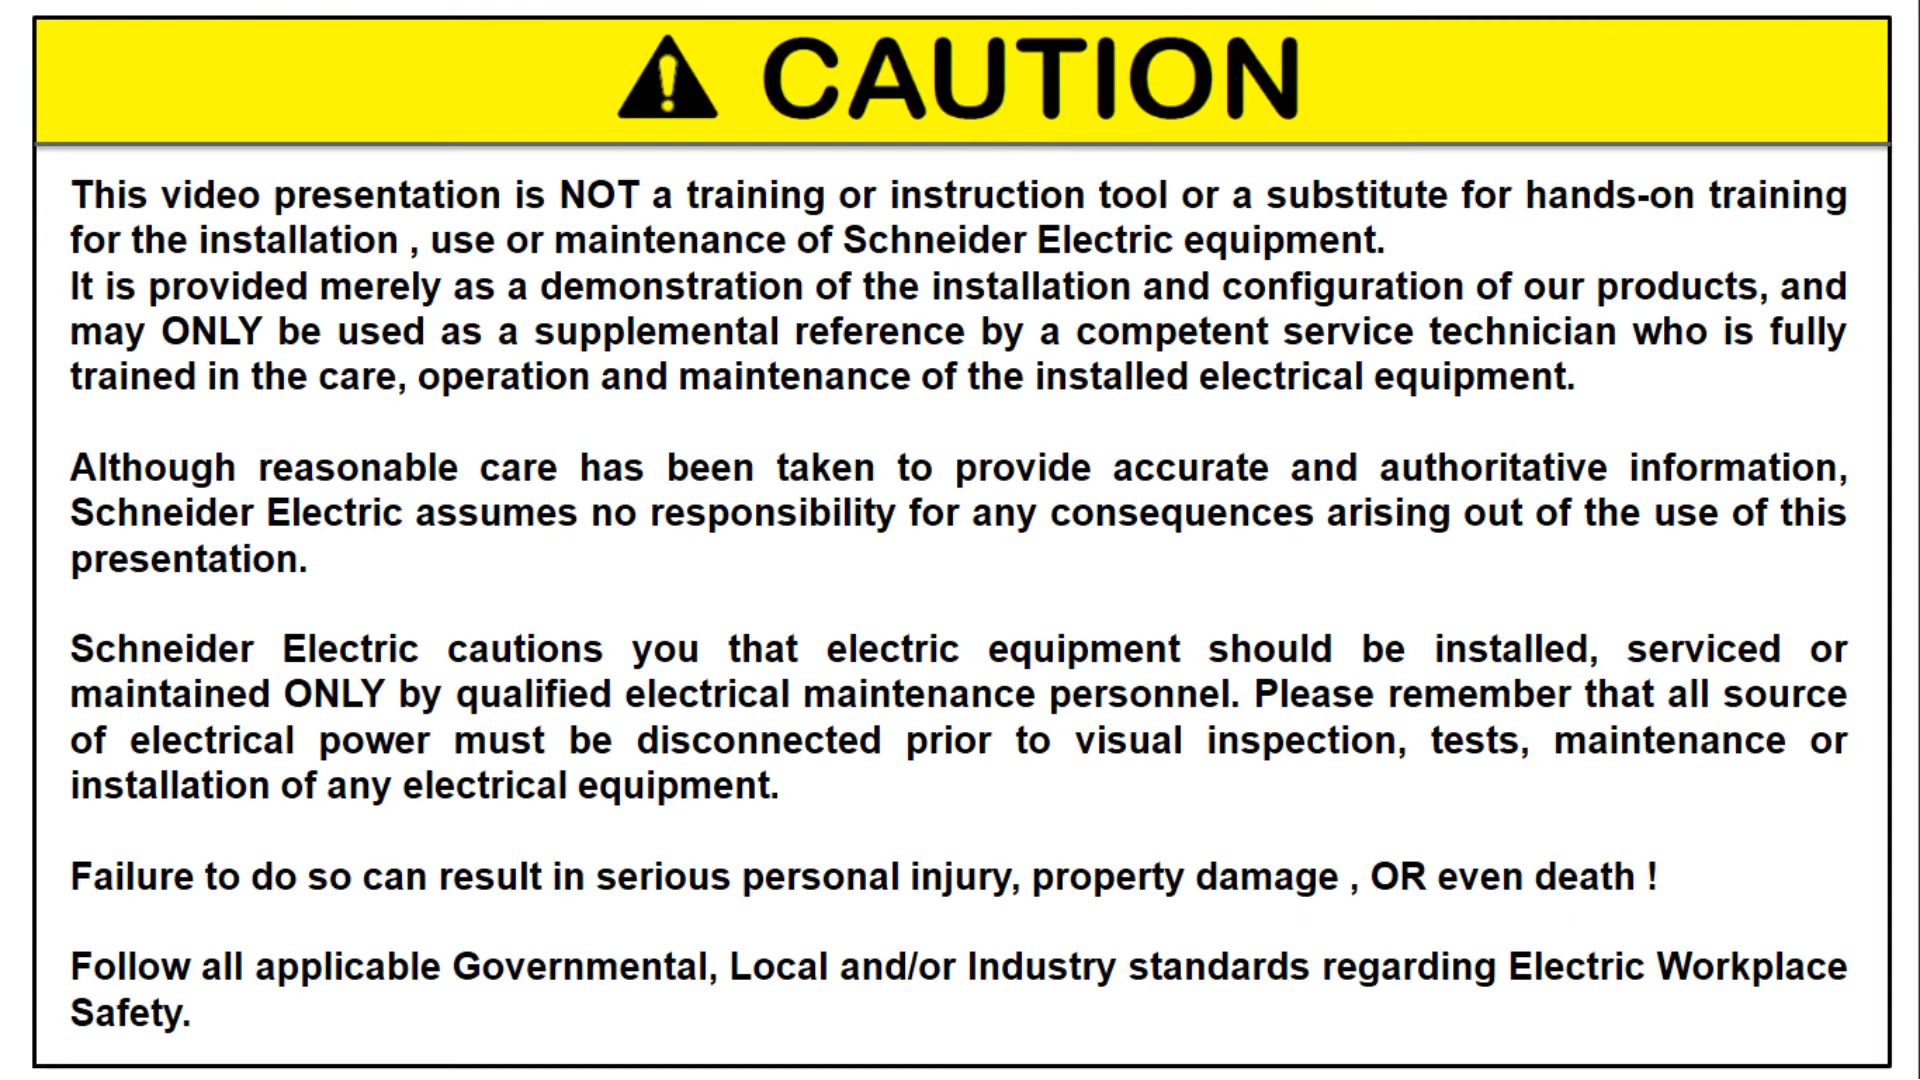 CAUTION
This video presentation is NOT a training or instruction tool or a substitute for hands-on training
for the installation , use or maintenance of Schneider Electric equipment.
It is provided merely as a demonstration of the installation and configuration of our products, and
may ONLY be used as a supplemental reference by a competent service technician who is fully
trained in the care, operation and maintenance of the installed electrical equipment.
Although reasonable care has been taken to provide accurate and authoritative information,
Schneider Electric assumes no responsibility for any consequences arising out of the use of this
presentation.
Schneider Electric cautions you that electric equipment should be installed, serviced or
maintained ONLY by qualified electrical maintenance personnel. Please remember that all source
of electrical power must be disconnected prior to visual inspection, tests, maintenance or
installation of any electrical equipment.
Failure to do so can result in serious personal injury, property damage , OR even death !
Follow all applicable Governmental, Local and/or Industry standards regarding Electric Workplace
Safety.